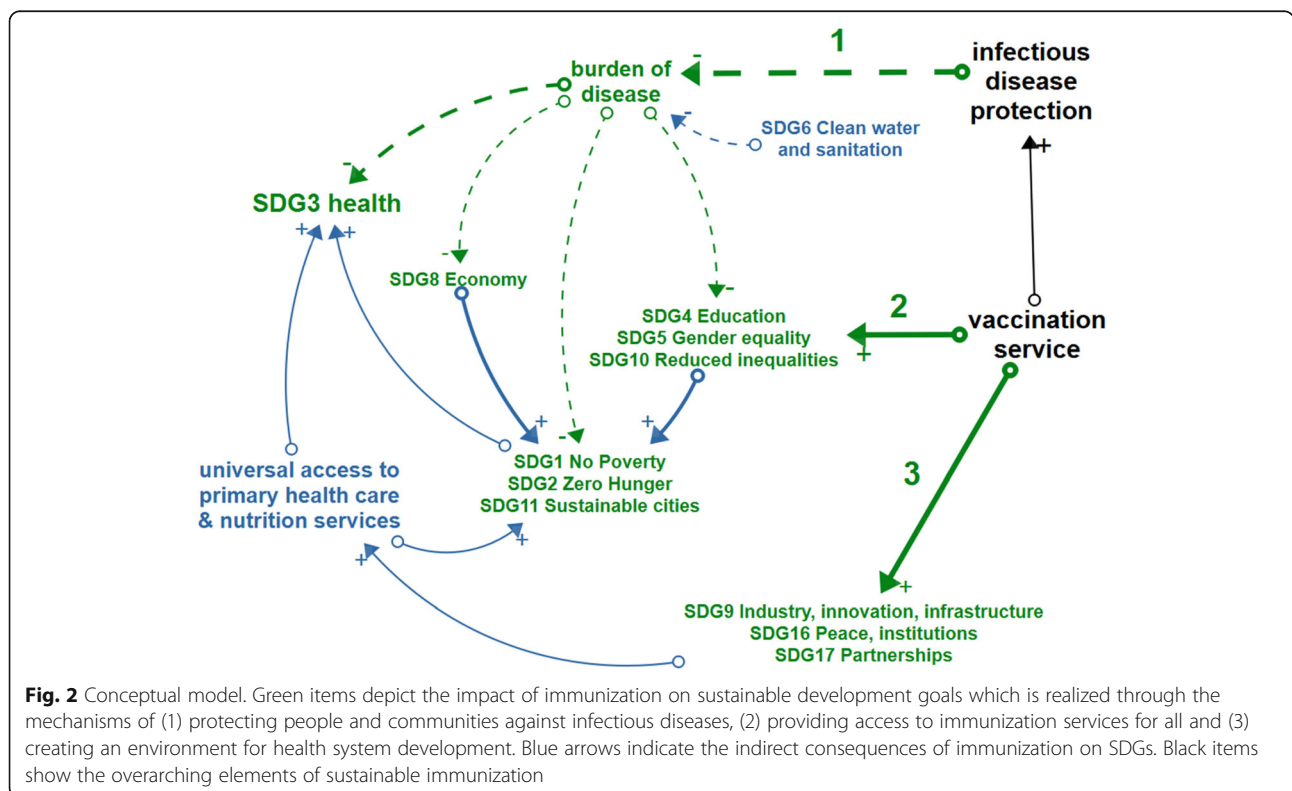 1
infectious
disease
protection
burden of
disease
-
SDG6 Clean water
and sanitation
-
+
-
SDG3 health
+
+
-
SDG8 Economy
-
SDG4 Education
SDG5 Gender equality
SDG10 Reduced inequalities
2
+
vaccination
service
+
+
-
SDG1 No Poverty
SDG2 Zero Hunger
SDG11 Sustainable cities
3
universal access to
primary health care
& nutrition services
+
+
+
SDG9 Industry, innovation, infrastructure
SDG16 Peace, institutions
SDG17 Partnerships
Fig. 2 Conceptual model. Green items depict the impact of immunization on sustainable development goals which is realized through the
mechanisms of (1) protecting people and communities against infectious diseases, (2) providing access to immunization services for all and (3)
creating an environment for health system development. Blue arrows indicate the indirect consequences of immunization on SDGs. Black items
show the overarching elements of sustainable immunization